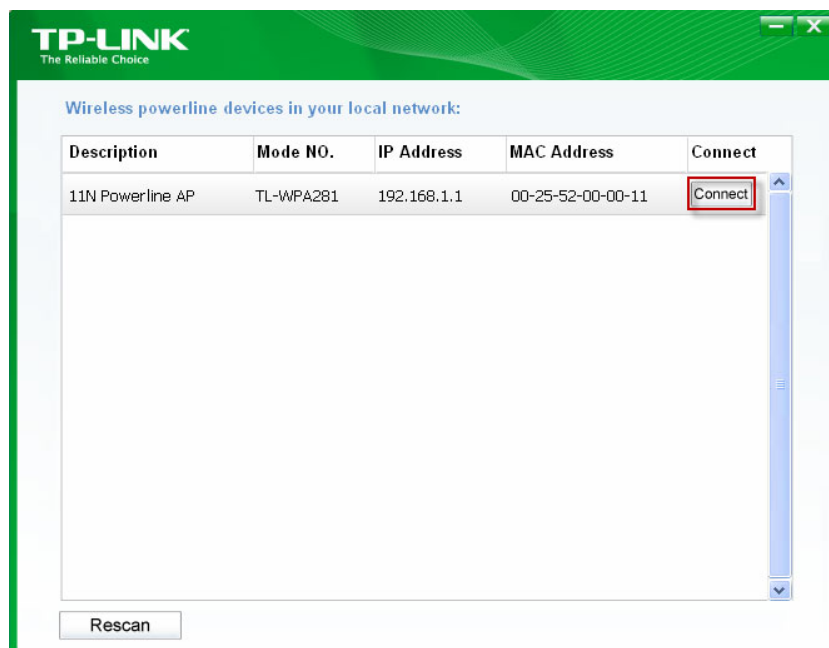 TP-LINK
The Reliable Choice
Wireless powerline devices in your local network:
Description Mode NO. IP Address MAC Address Connect
11N Powerline AP TL-WPA281 192.168.1.1 00-25-52-00-00-11 Connect
Rescan